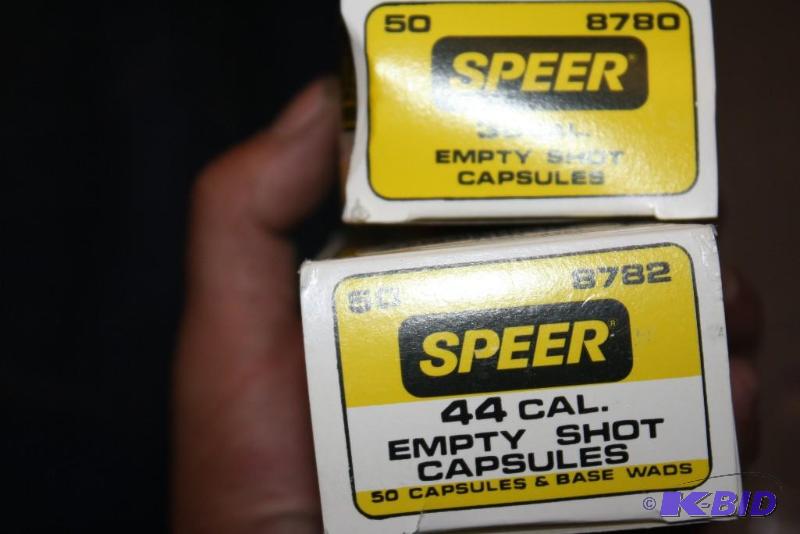 50 8780
SPEER
CAL.
EMPTY SHOT
CAPSULES
50 8782
SPEER
44 CAL.
EMPTY SHOT
CAPSULES
50 CAPSULES & BASE WADS
© K-BID